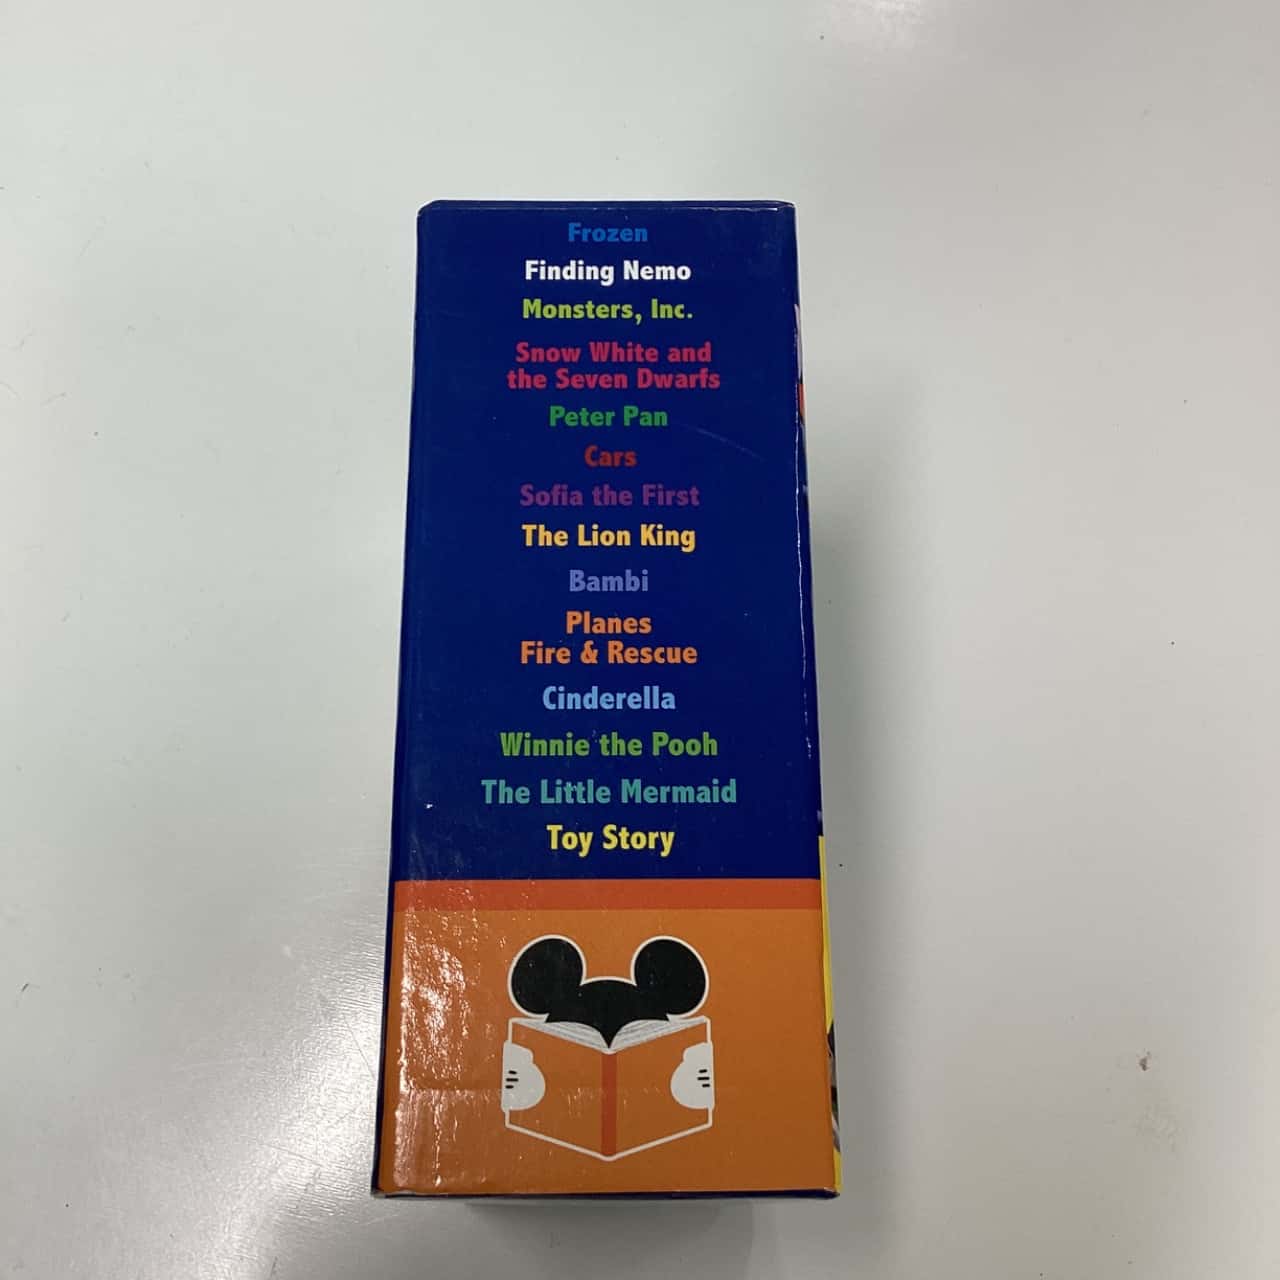 Frozen
Finding Nemo
Monsters, Inc.
Snow White and
the Seven Dwarfs
Peter Pan
Cars
Sofia the First
The Lion King
Bambi
Planes
Fire & Rescue
Cinderella
Winnie the Pooh
The Little Mermaid
Toy Story